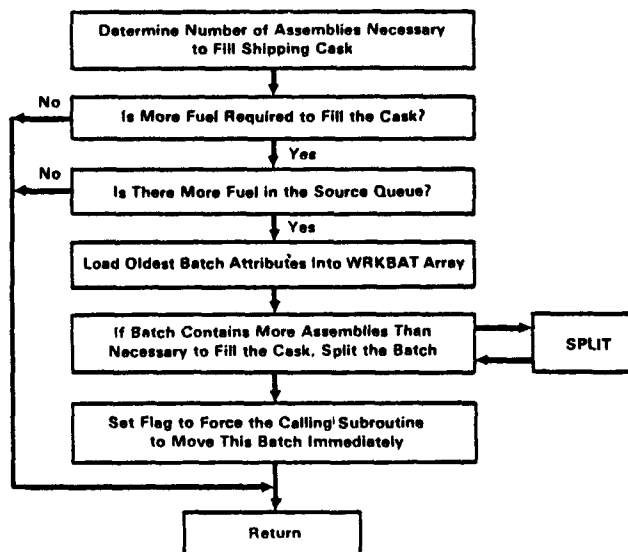 Determine Number of Assemblies Necessary
to Fill Shipping Cask
No
Is More Fuel Required to Fill the Cask?
Yes
No
Is There More Fuel in the Source Queue?
Yes
Load Oldest Batch Attributes Into WRKBAT Array
If Batch Contains More Assemblies Than
Necessary to Fill the Cask, Split the Batch
SPLIT
Set Flag to Force the Calling Subroutine
to Move This Batch Immediately
Return